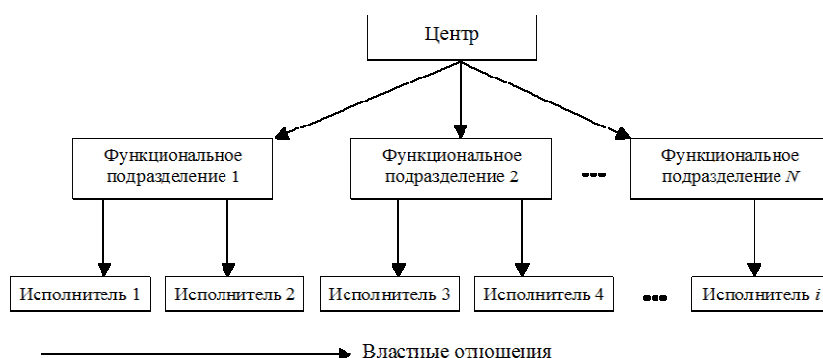 Центр
Функциональное
подразделение 1
Функциональное
подразделение 2
Функциональное
подразделение N
Исполнитель 1
Исполнитель 2
Исполнитель 3
Исполнитель 4
Исполнитель i
Властные отношения